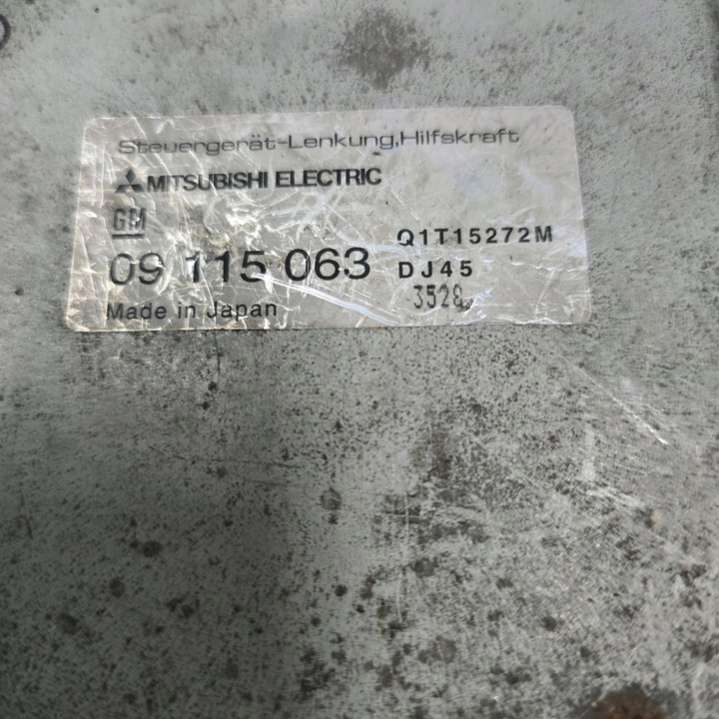 Steuergerät-Lenkung,Hilfskraft
MITSUBISHI ELECTRIC
GM
Q1T15272M
09 115 063 DJ45
3528
Made in Japan